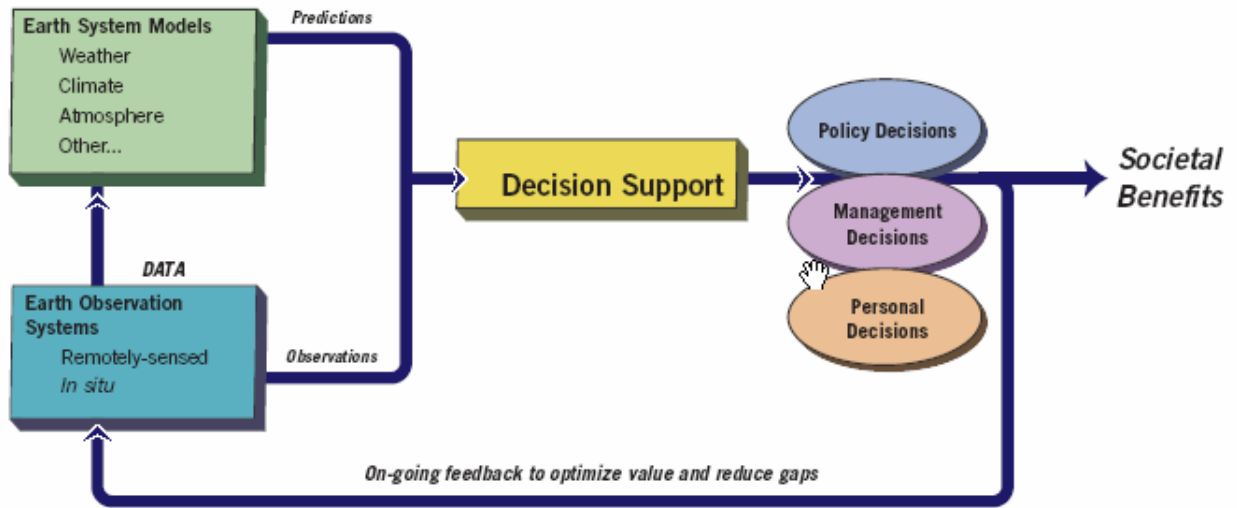 Predictions
Earth System Models
Weather
Climate
Atmosphere
Other...
Policy Decisions
Decision Support
Societal
Benefits
Management
Decisions
DATA
Earth Observation
Systems
Remotely-sensed
In situ
Observations
Personal
Decisions
On-going feedback to optimize value and reduce gaps